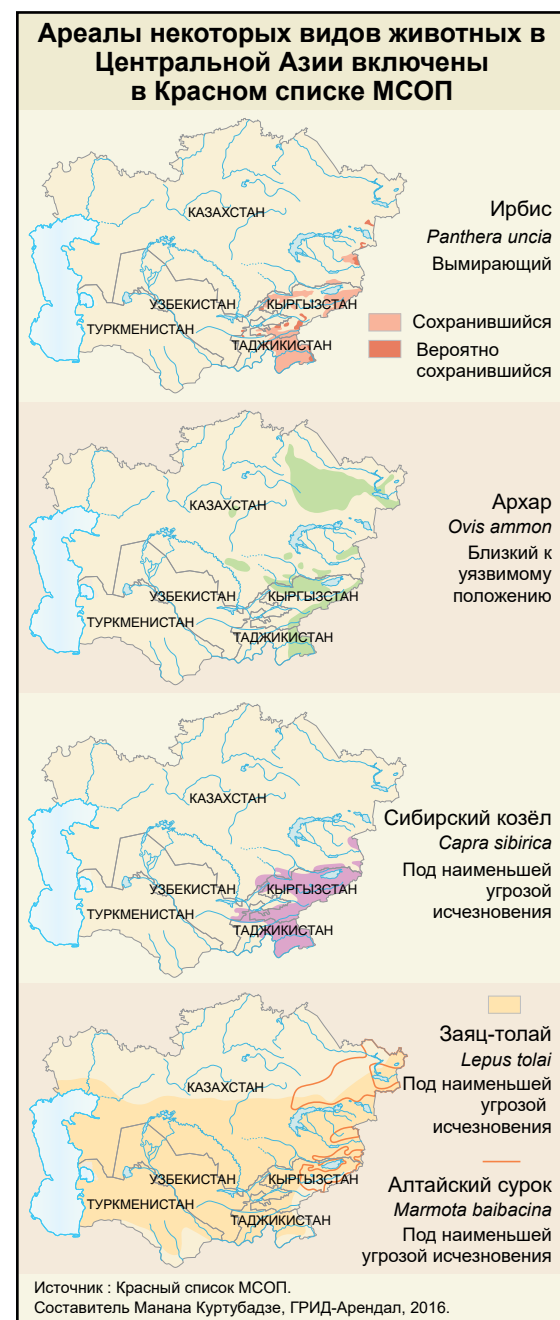 Ареалы некоторых видов животных в
Центральной Азии включены
в Красном списке МСОП
КАЗАХСТАН
УЗБЕКИСТАН
КЫРГЫЗСТАН
ТУРКМЕНИСТАН
ТАДЖИКИСТАН
Ирбис
Panthera uncia
Вымирающий
Сохранившийся
Вероятно
сохранившийся
КАЗАХСТАН
УЗБЕКИСТАН
КЫРГЫЗСТАН
ТУРКМЕНИСТАН
ТАДЖИКИСТАН
Архар
Ovis ammon
Близкий к
уязвимому
положению
КАЗАХСТАН
УЗБЕКИСТАН
КЫРГЫЗСТАН
ТУРКМЕНИСТАН
ТАДЖИКИСТАН
Сибирский козёл
Capra sibirica
Под наименьшей
угрозой
исчезновения
КАЗАХСТАН
УЗБЕКИСТАН
КЫРГЫЗСТАН
ТУРКМЕНИСТАН
ТАДЖИКИСТАН
Заяц-толай
Lepus tolai
Под наименьшей
угрозой
исчезновения
Алтайский сурок
Marmota baibacina
Под наименьшей
угрозой исчезновения
Источник : Красный список МСОП.
Составитель Манана Куртубадзе, ГРИД-Арендал, 2016.